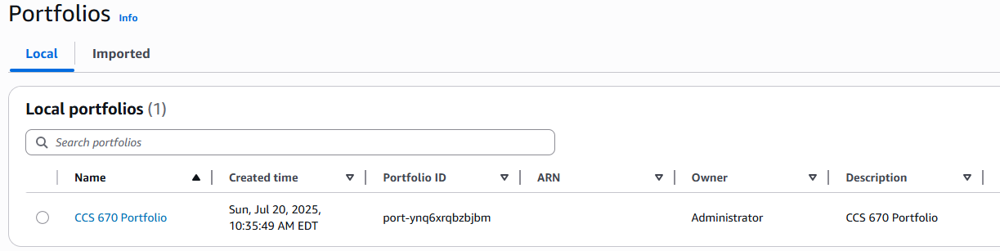 Portfolios Info
Local Imported
Local portfolios (1)
Search portfolios
Name Created time Portfolio ID ARN Owner Description
CCS 670 Portfolio Sun, Jul 20, 2025, 10:35:49 AM EDT port-ynq6xrqbzbjbm Administrator CCS 670 Portfolio